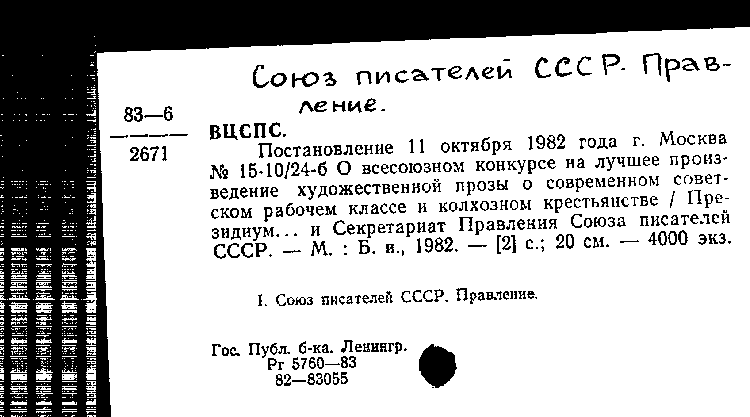 Союз писателей СССР. Прав-
ление.
83—6
2671
ВЦСПС.
Постановление 11 октября 1982 года г. Москва
№ 15-10/24-б О всесоюзном конкурсе на лучшее произ-
ведение художественной прозы о современном совет-
ском рабочем классе и колхозном крестьянстве / Пре-
зидиум... и Секретариат Правления Союза писателей
СССР. — М. : Б. и., 1982. — [2] с.; 20 см. — 4000 экз.
I. Союз писателей СССР. Правление.
Гос. Публ. б-ка. Ленингр.
Рг 5760—83
82—83055